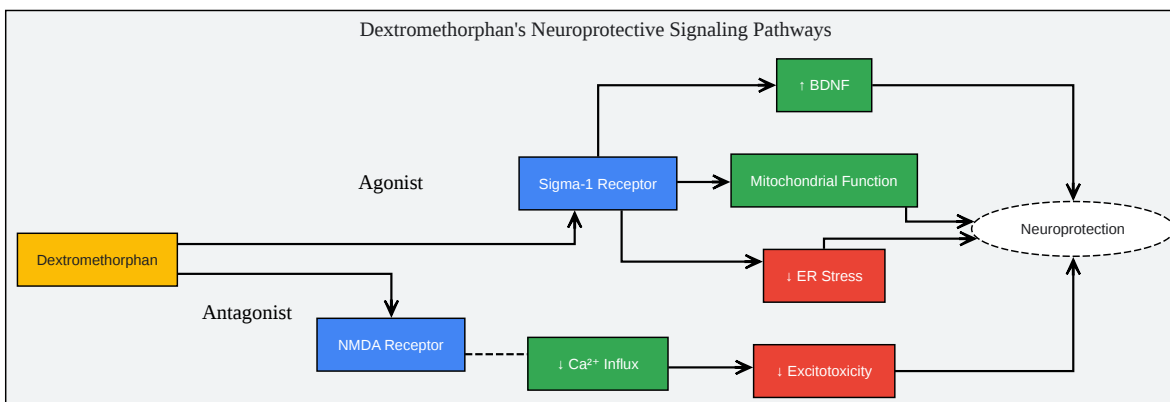 Dextromethorphan's Neuroprotective Signaling Pathways
↑ BDNF
Agonist
Sigma-1 Receptor
Mitochondrial Function
Neuroprotection
Dextromethorphan
↓ ER Stress
Antagonist
NMDA Receptor
↓ Ca²⁺ Influx
↓ Excitotoxicity